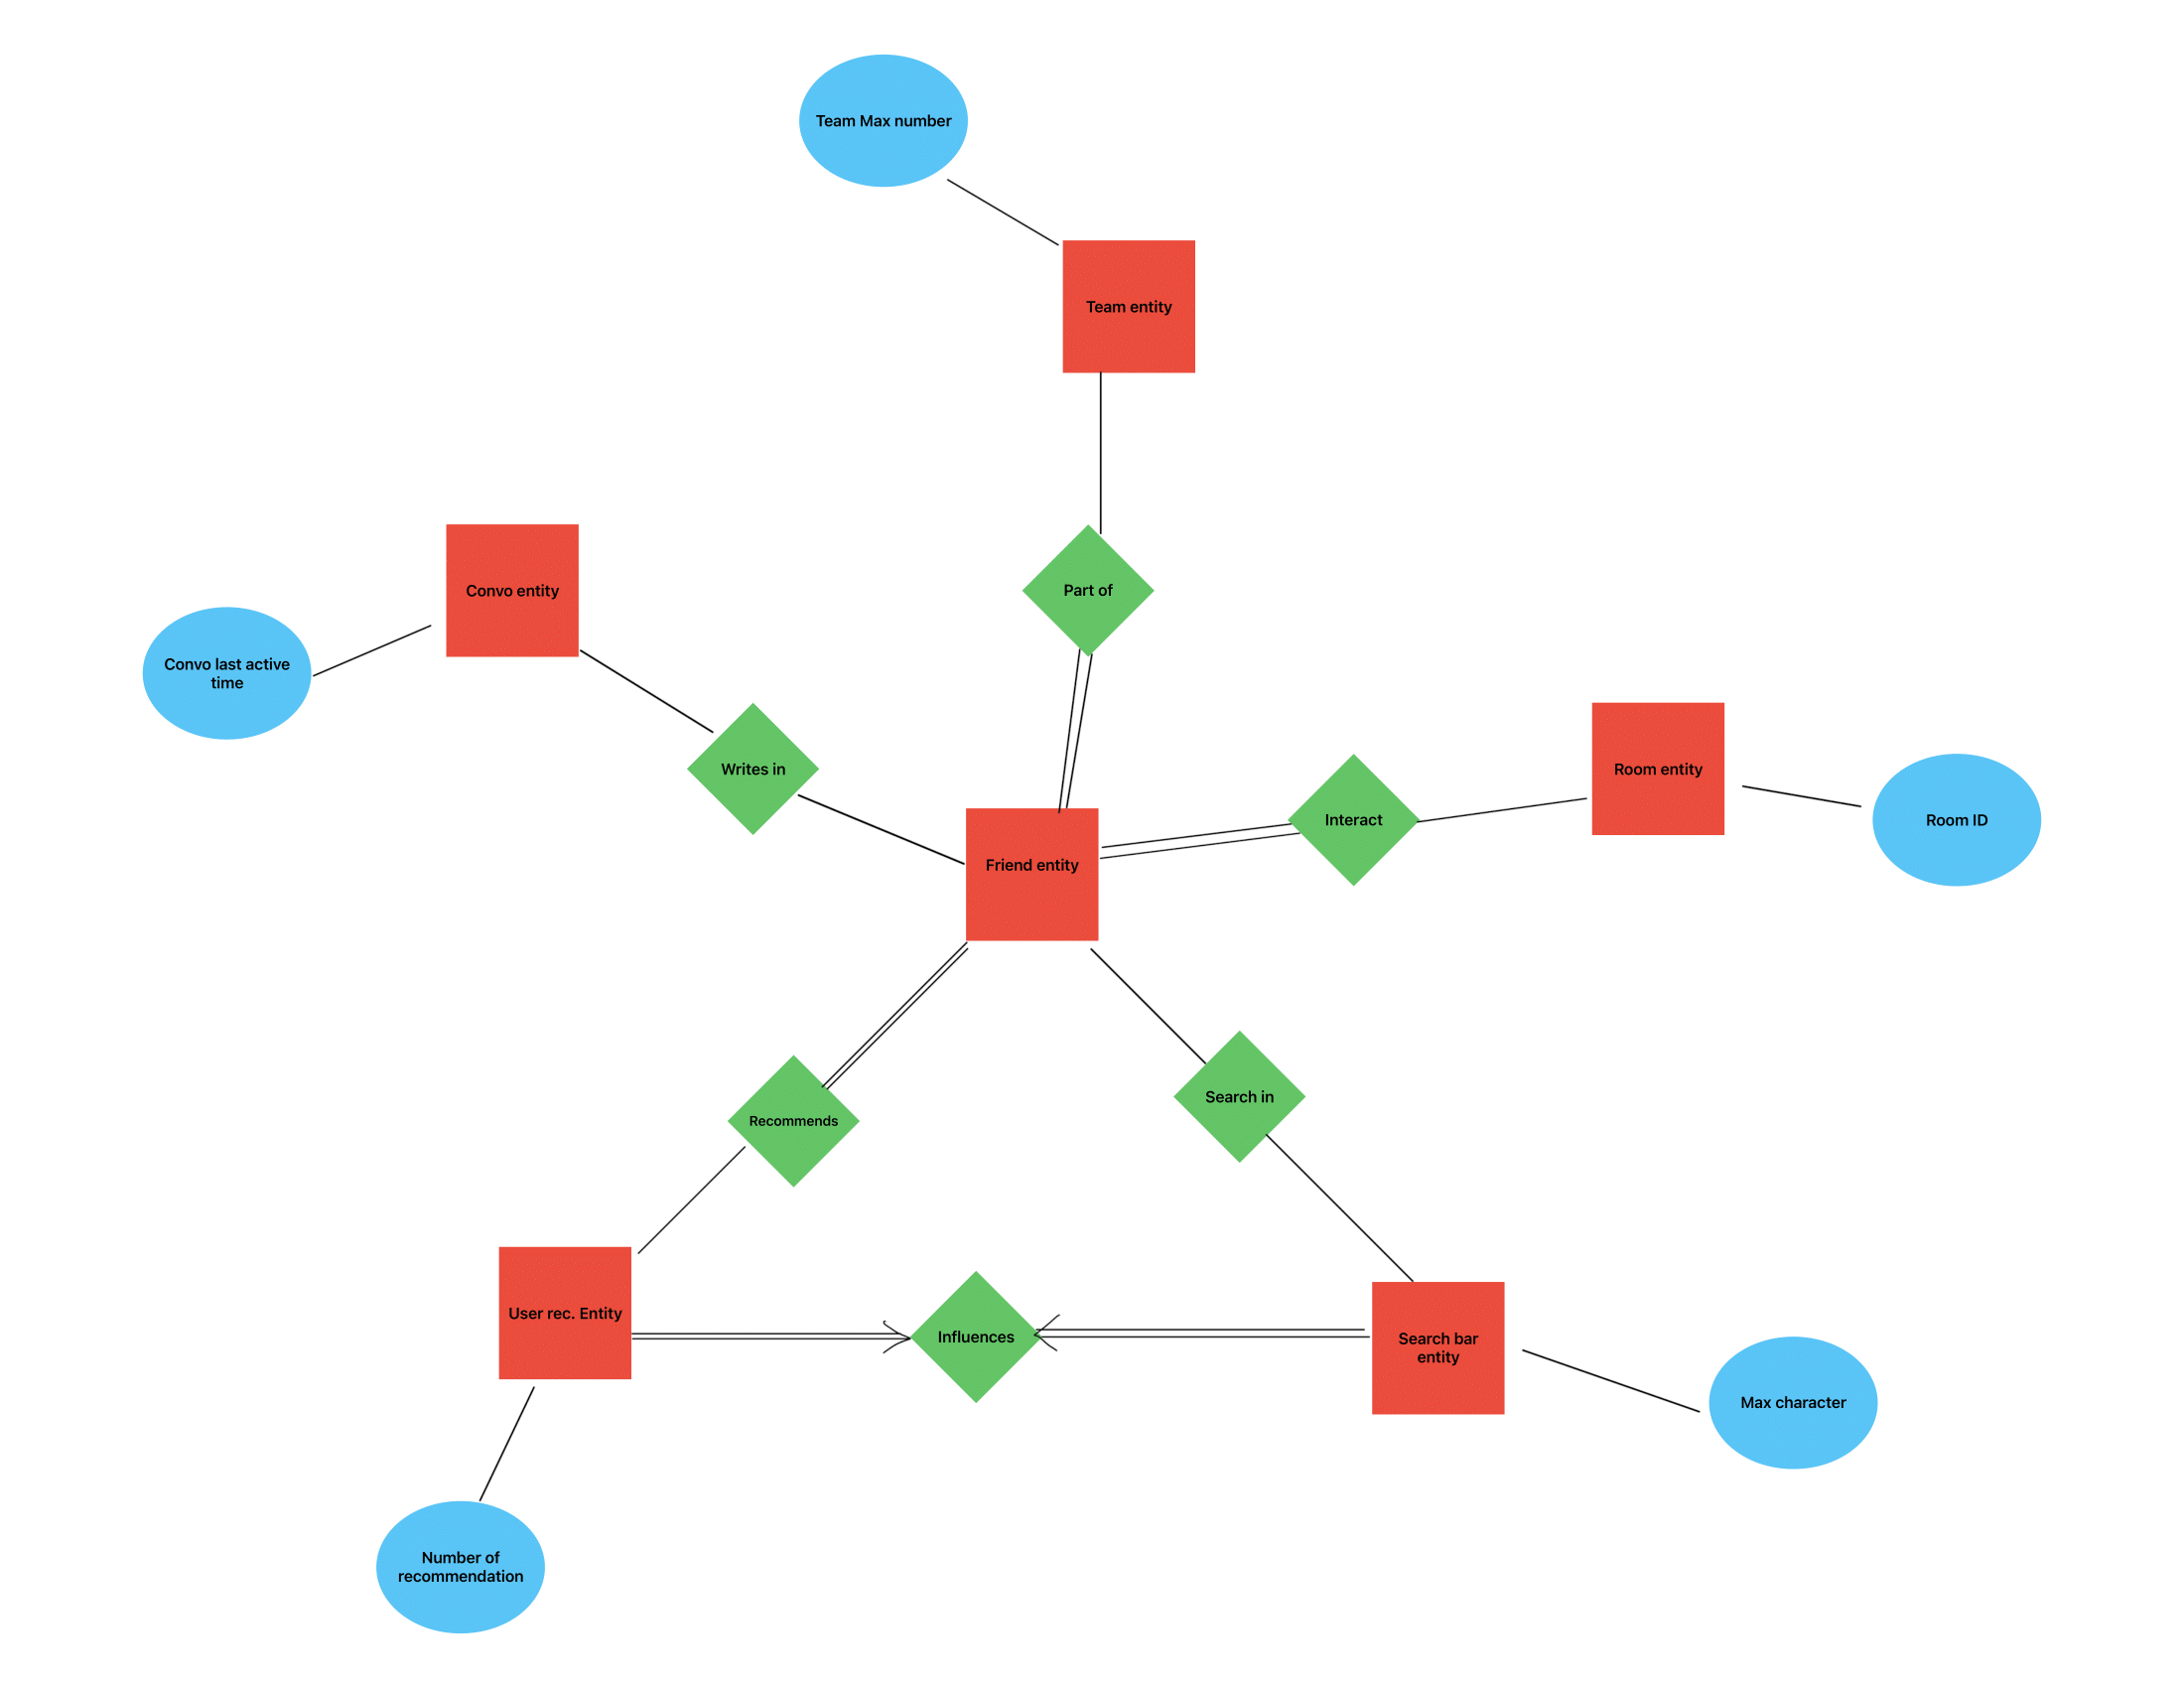 Team Max number
Team entity
Convo entity
Part of
Convo last active
time
Writes in
Room entity
Interact
Room ID
Friend entity
Search in
Recommends
User rec. Entity
Influences
Search bar
entity
Max character
Number of
recommendation